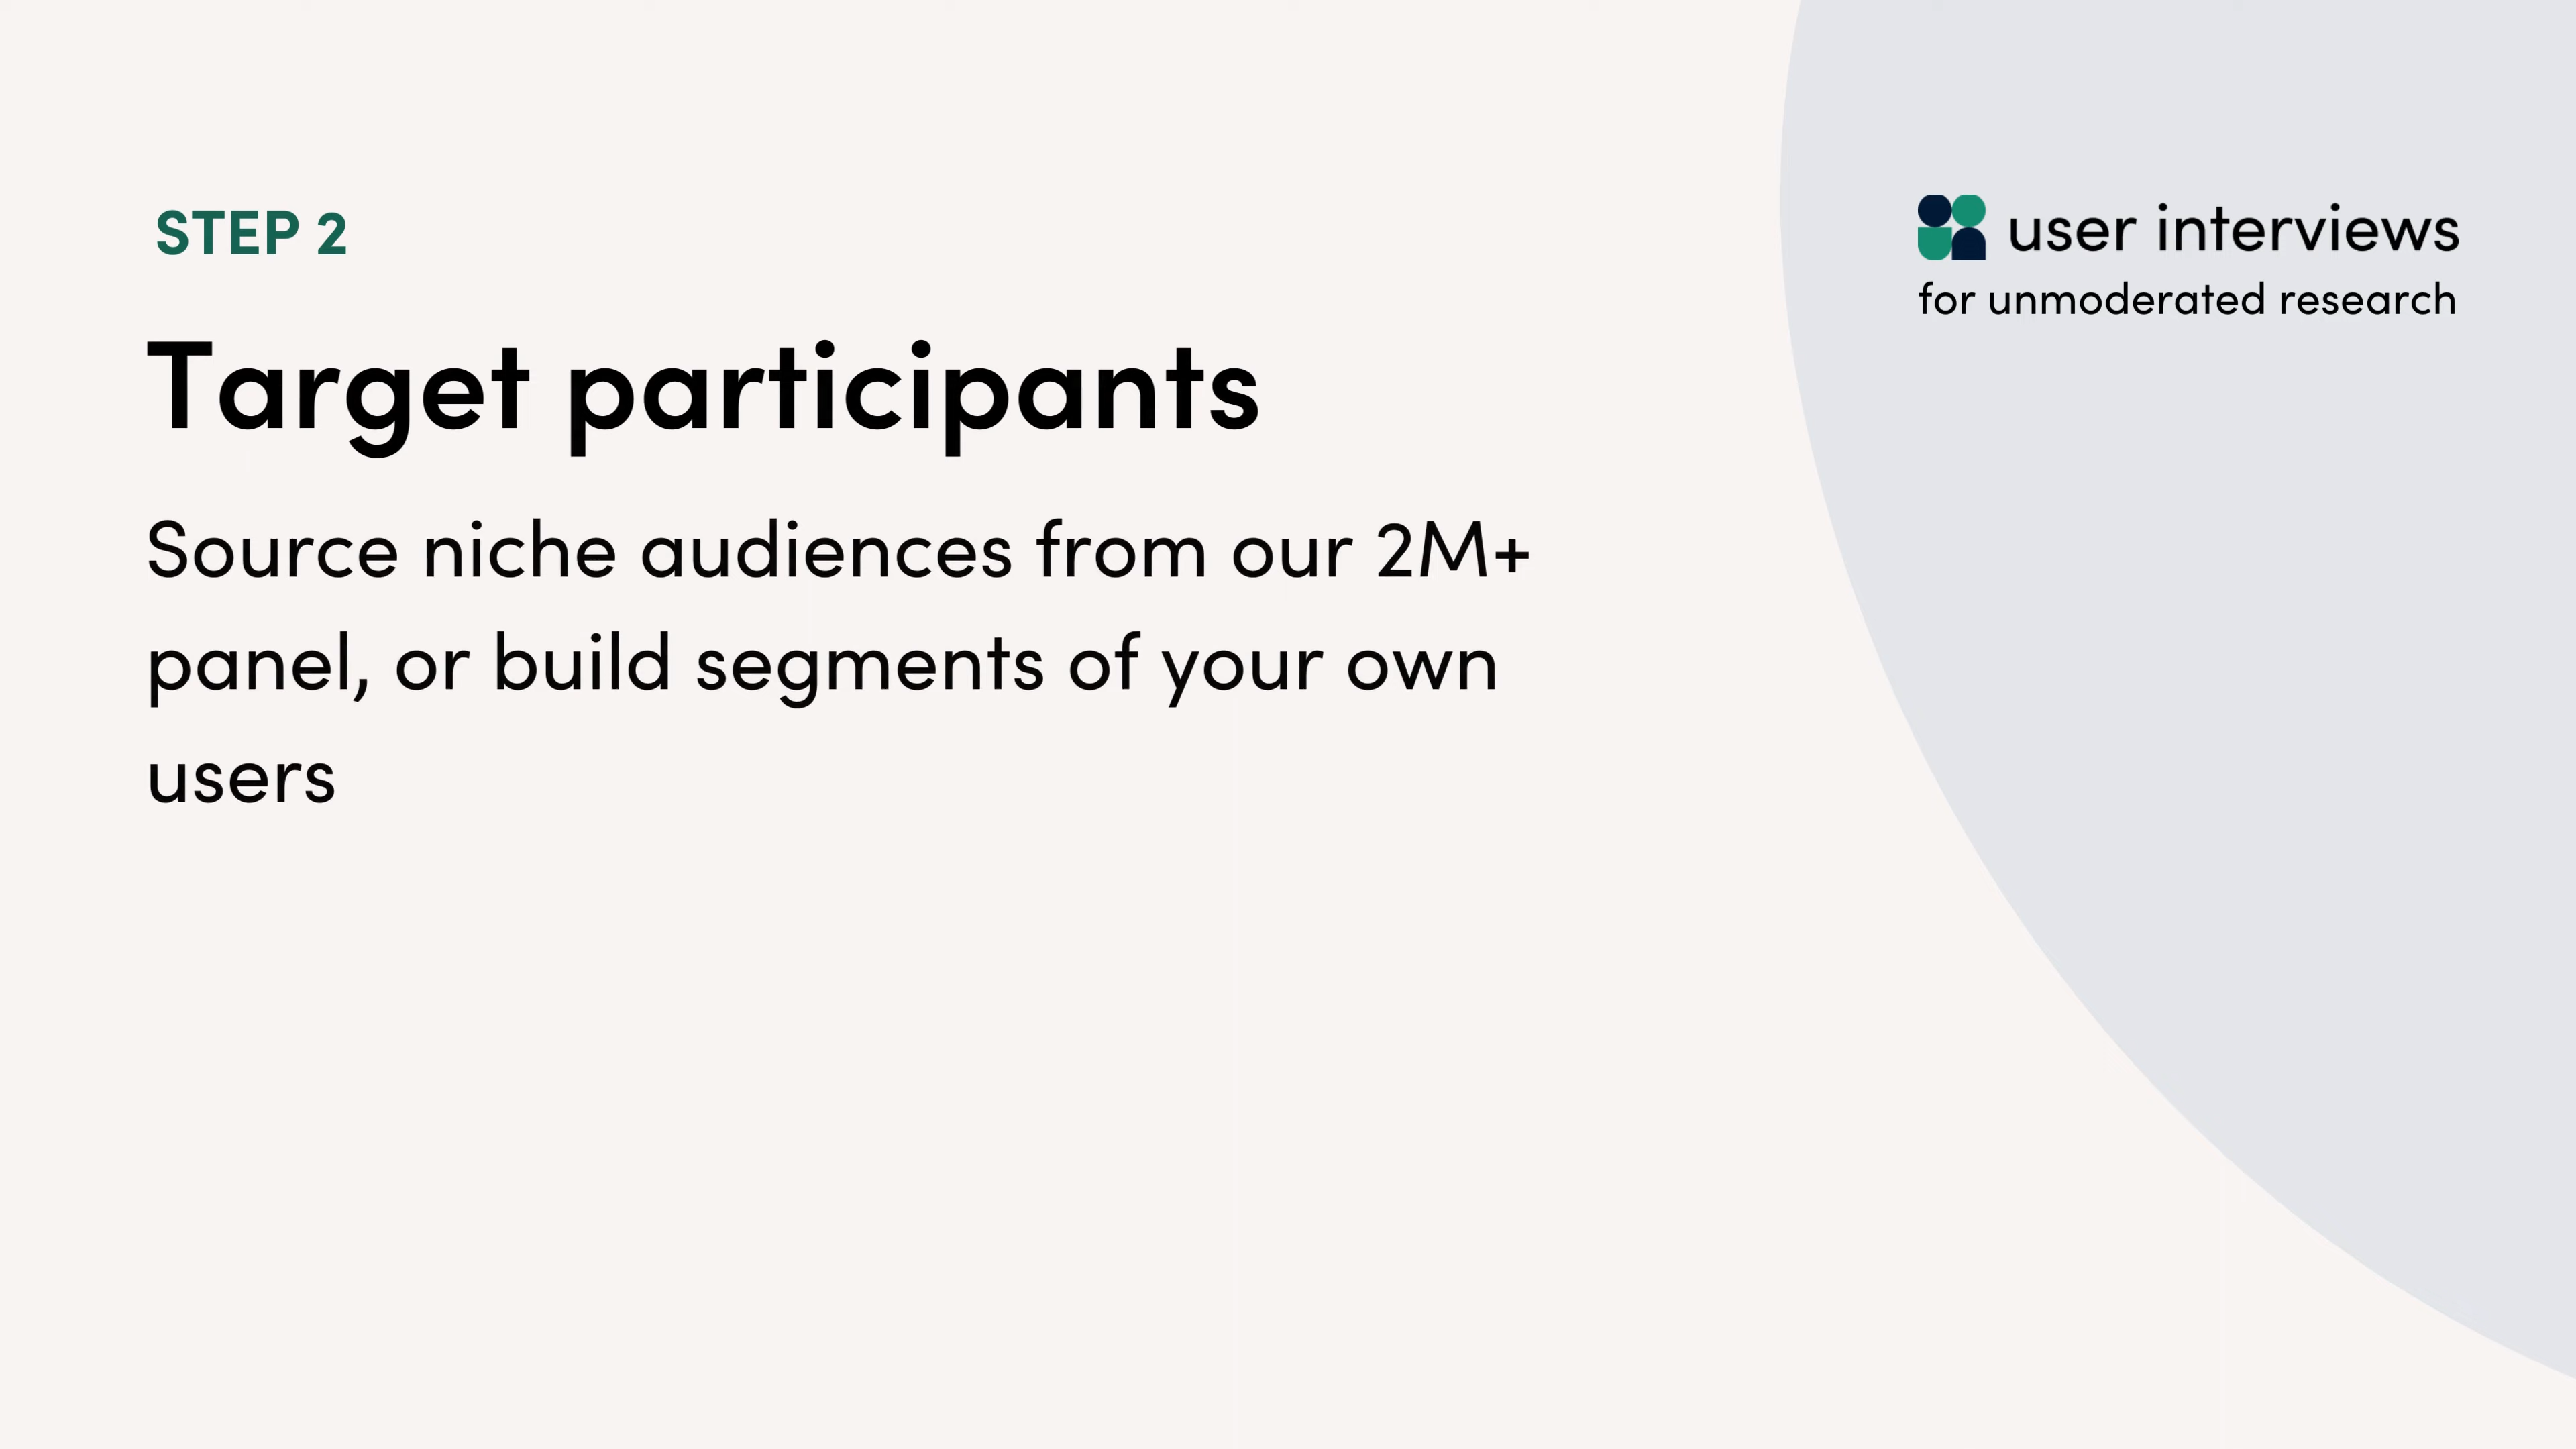 STEP 2
Target participants
Source niche audiences from our 2M+
panel, or build segments of your own
users
user interviews
for unmoderated research